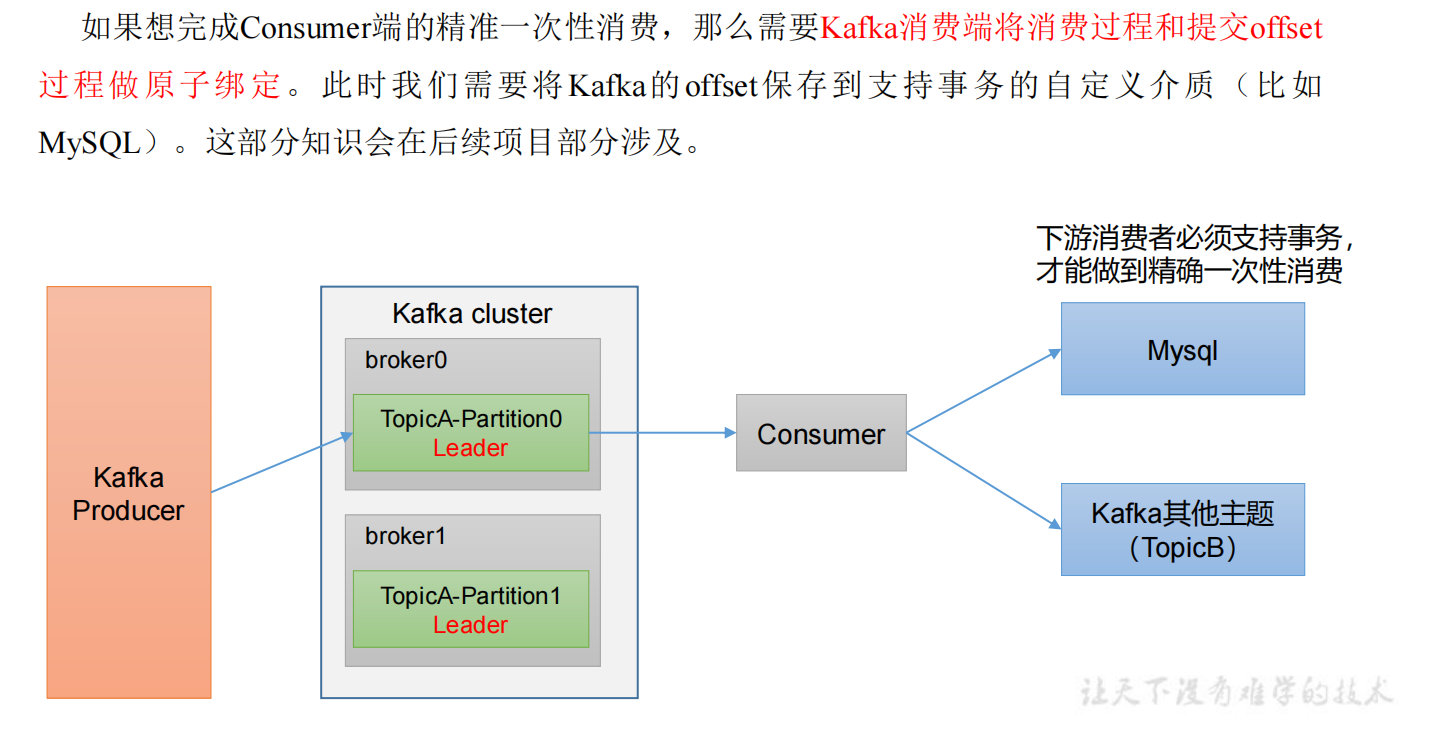 如果想完成Consumer端的精准一次性消费，那么需要Kafka消费端将消费过程和提交offset
过程做原子绑定。此时我们需要将Kafka的offset保存到支持事务的自定义介质（比如
MySQL）。这部分知识会在后续项目部分涉及。
下游消费者必须支持事务，
才能做到精确一次性消费
Kafka cluster
broker0
TopicA-Partition0
Leader
broker1
TopicA-Partition1
Leader
Kafka
Producer
Consumer
Mysql
Kafka其他主题
（TopicB）
让天下没有难学的技术